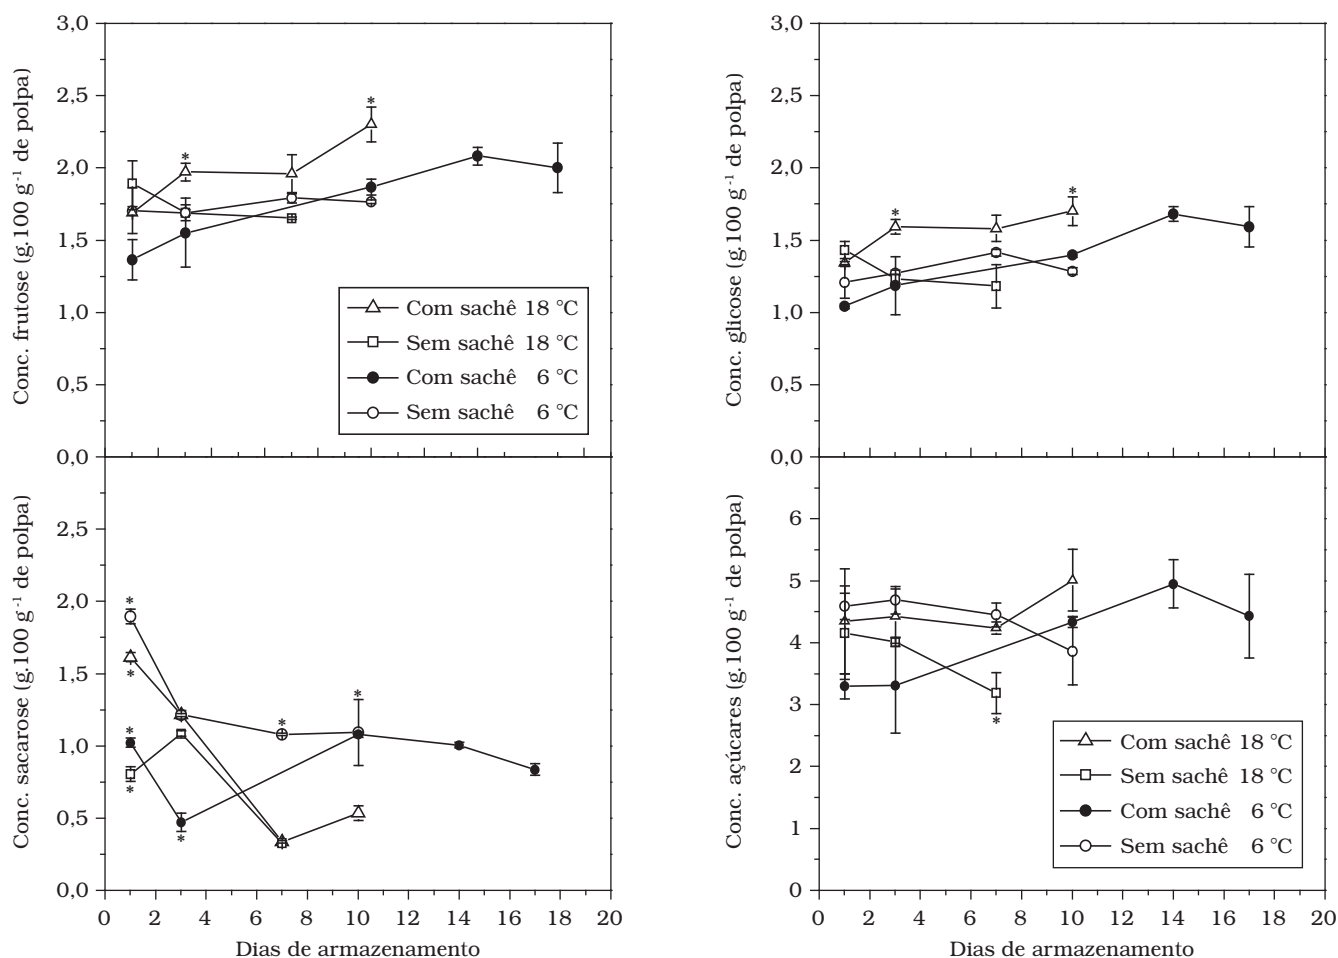 3,0
2,5
2,0
1,5
1,0
0,5
0,0
Conc. frutose (g.100 g⁻¹ de polpa)
* *
Com sachê 18 °C
Sem sachê 18 °C
Com sachê 6 °C
Sem sachê 6 °C
3,0
2,5
2,0
1,5
1,0
0,5
0,0
Conc. glicose (g.100 g⁻¹ de polpa)
* *
2,5
2,0
1,5
1,0
0,5
0,0
Conc. sacarose (g.100 g⁻¹ de polpa)
* * * * * * *
0 2 4 6 8 10 12 14 16 18 20
Dias de armazenamento
6
5
4
3
2
1
0
Conc. açúcares (g.100 g⁻¹ de polpa)
*
Com sachê 18 °C
Sem sachê 18 °C
Com sachê 6 °C
Sem sachê 6 °C
0 2 4 6 8 10 12 14 16 18 20
Dias de armazenamento